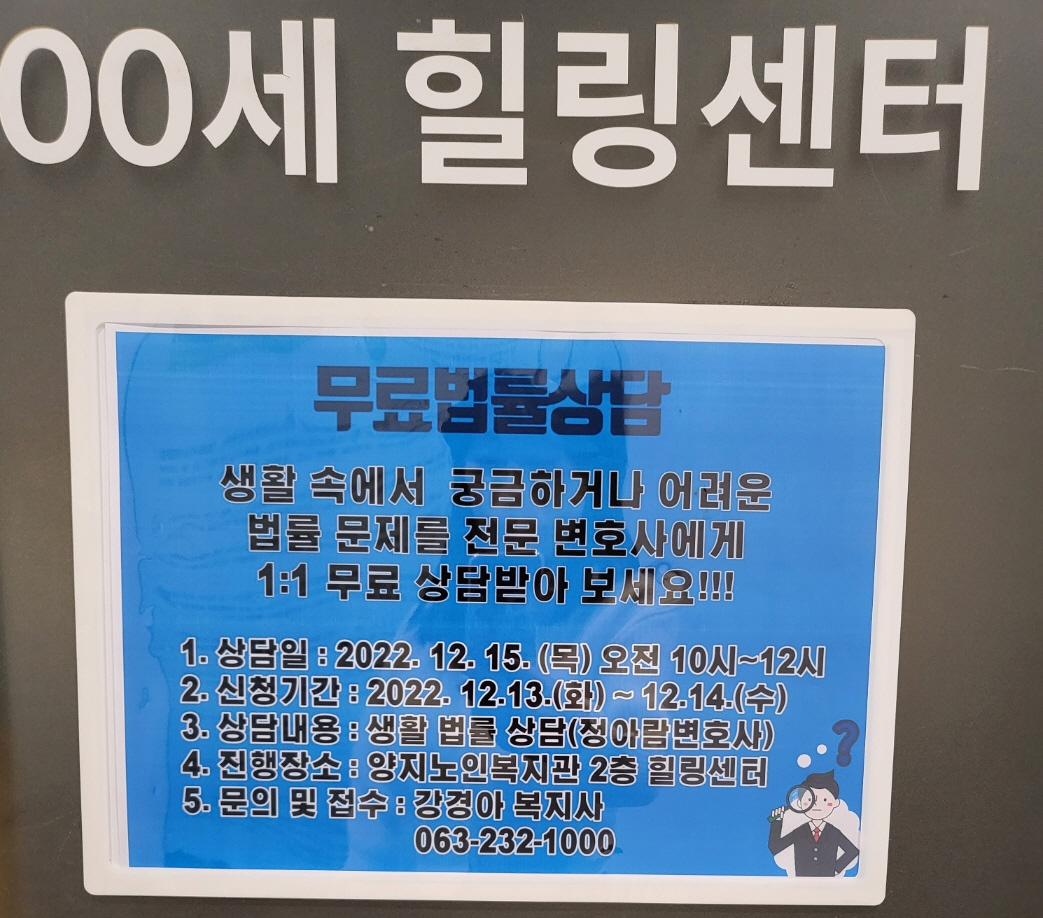 00세 힐링센터
무료법률상담
생활 속에서 궁금하거나 어려운
법률 문제를 전문 변호사에게
1:1 무료 상담받아 보세요!!!
1. 상담일 : 2022. 12. 15. (목) 오전 10시~12시
2. 신청기간 : 2022. 12.13.(화) ~ 12.14.(수)
3. 상담내용 : 생활 법률 상담(정아람변호사)
4. 진행장소 : 양지노인복지관 2층 힐링센터
5. 문의 및 접수 : 강경아 복지사
063-232-1000
?